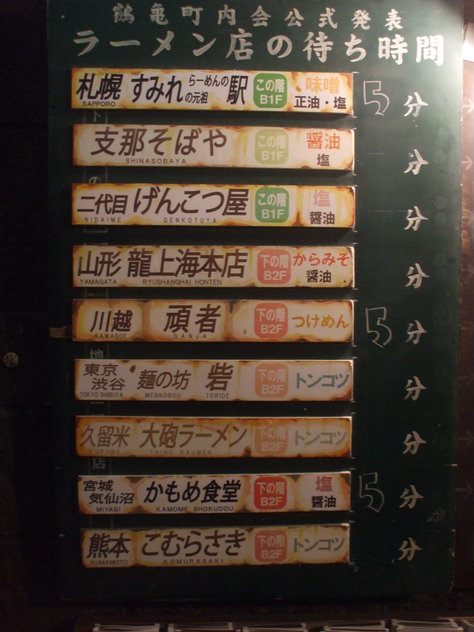 鶴亀町内会公式発表
ラーメン店の待ち時間
札幌 すみれ らーめんの の元祖 駅 この階 B1F 味噌 正油・塩 5分
SAPPORO
支那そばや この階 B1F 醤油 塩 分
SHINASOBAYA
二代目 げんこつ屋 この階 B1F 塩 醤油 分
NIDAIME GENKOTUYA
山形 龍上海本店 下の階 B2F からみそ 醤油 分
YAMAGATA RYUSHANGHAI HONTEN
川越 頑者 下の階 B2F つけめん 5分
KAWAGOE GANJA
東京 渋谷 麺の坊 砦 下の階 B2F トンコツ 分
TOKYO SHIBUYA MENNOBOU TORIDE
久留米 大砲ラーメン 下の階 B2F トンコツ 分
KURUME TAIHO RAUMEN
宮城 気仙沼 かもめ食堂 下の階 B2F 塩 醤油 5分
MIYAGI KAMOME SHOKUDOU
熊本 こむらさき 下の階 B2F トンコツ 分
KUMAMOTO KOMURASAKI